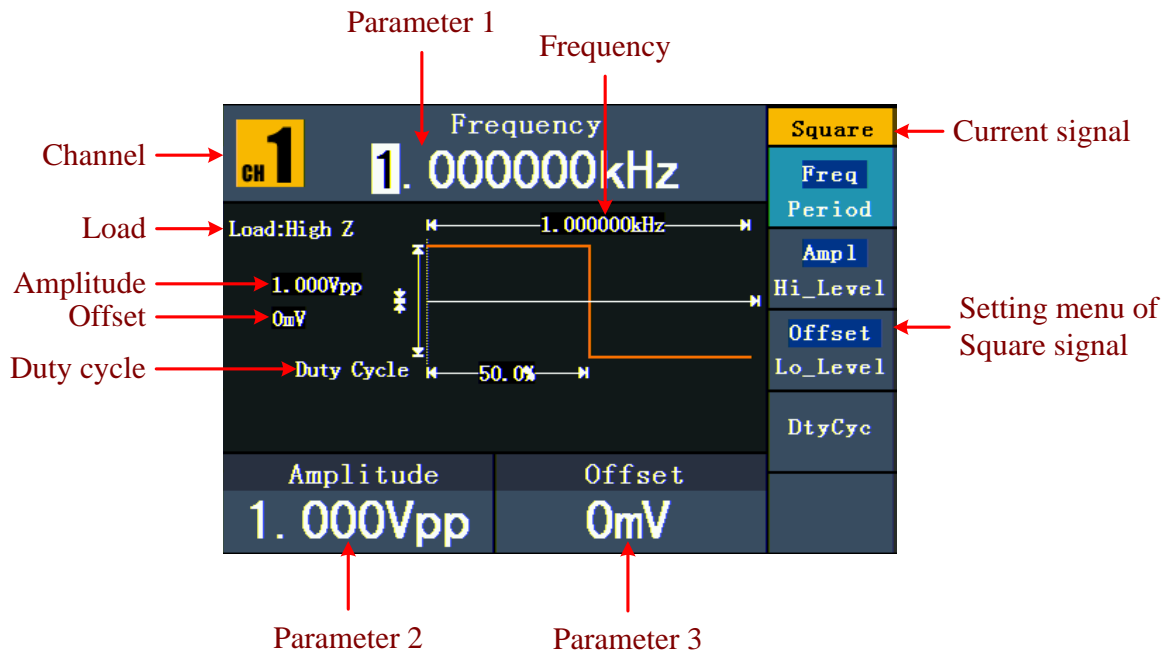 Parameter 1
Frequency
Frequency
Square
Current signal
Channel
CH 1
1.000000kHz
Freq
Period
Load
Load:High Z
1.000000kHz
Ampl
Hi_Level
Amplitude
1.000Vpp
Offset
0mV
Setting menu of
Square signal
Offset
Lo_Level
Duty cycle
Duty Cycle
50.0%
DtyCyc
Amplitude
Offset
1.000Vpp
0mV
Parameter 2
Parameter 3